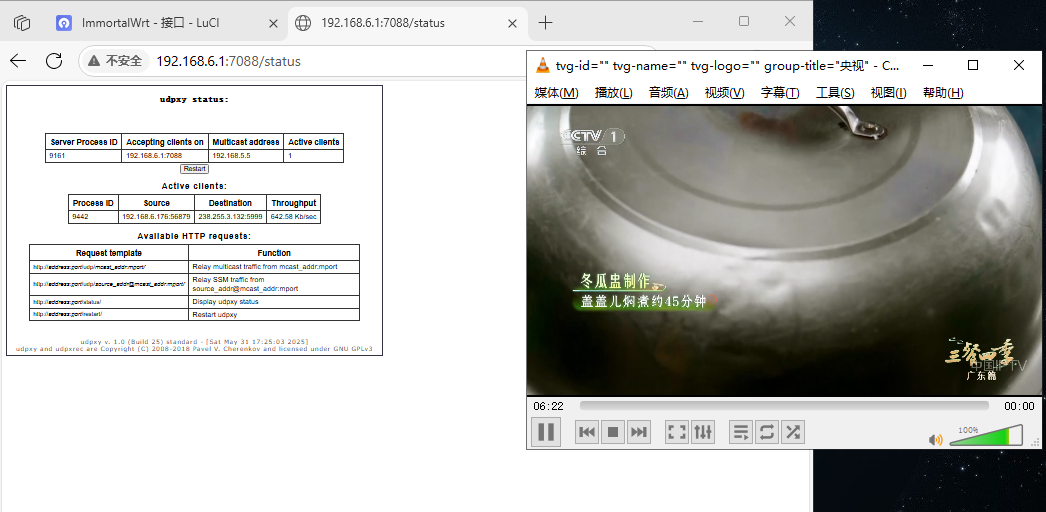 ImmortalWrt - 接口 - LuCI
192.168.6.1:7088/status
不安全
192.168.6.1:7088/status
udpxy status:
Server Process ID Accepting clients on Multicast address Active clients
9161 192.168.6.1:7088 192.168.5.5 1
Restart
Active clients:
Process ID Source Destination Throughput
9442 192.168.6.176:56879 238.255.3.132:5999 642.58 Kb/sec
Available HTTP requests:
Request template Function
http://address:port/udp/mcast_addr:mport/ Relay multicast traffic from mcast_addr:mport
http://address:port/udp/source_addr@mcast_addr:mport/ Relay SSM traffic from
source_addr@mcast_addr:mport
http://address:port/status/ Display udpxy status
http://address:port/restart/ Restart udpxy
udpxy v. 1.0 (Build 25) standard - [Sat May 31 17:25:03 2025]
udpxy and udpxrec are Copyright (C) 2008-2018 Pavel V. Cherenkov and licensed under GNU GPLv3
tvg-id="" tvg-name="" tvg-logo="" group-title="央视" - C...
媒体(M) 播放(L) 音频(A) 视频(V) 字幕(T) 工具(S) 视图(I) 帮助(H)
CCTV 1
综合
冬瓜盅制作
盖盖儿焖煮约45分钟
三餐四季
中国IPTV
广东篇
06:22 00:00
100%